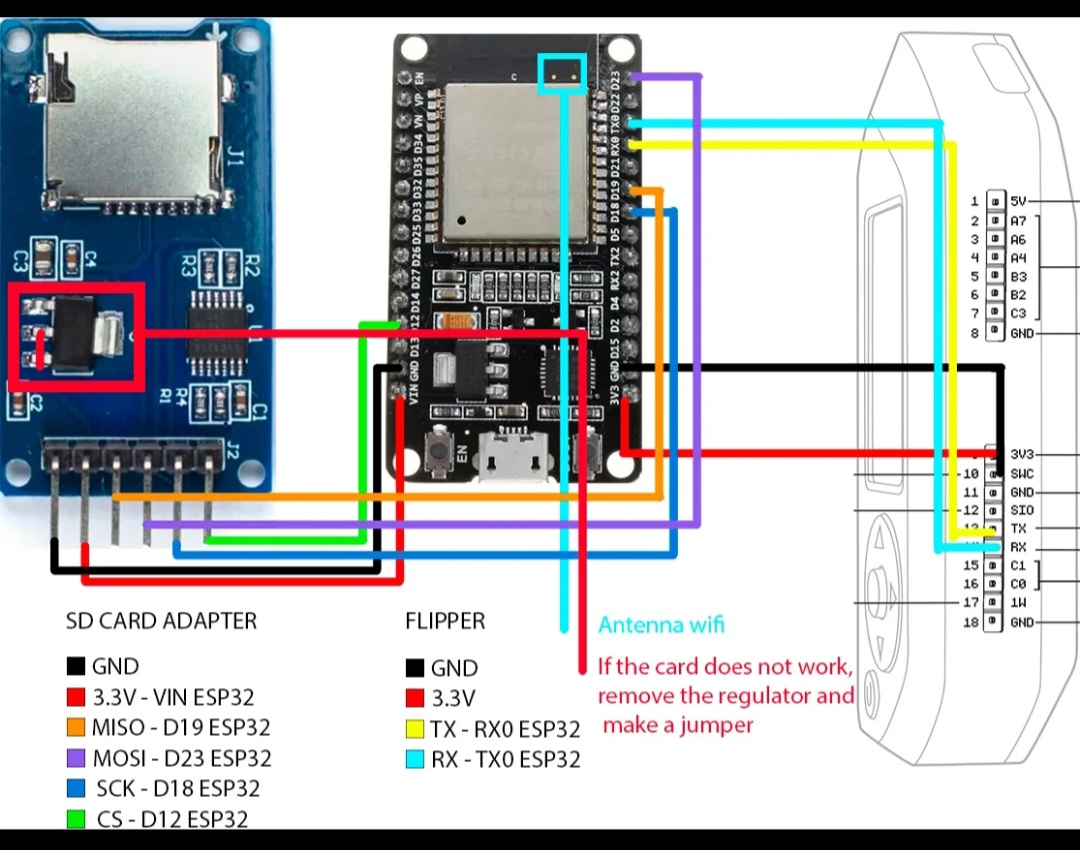 J1
C3
C4
R3
R2
C2
R1
R4
C1
J2
C
EN
VP
VN
D34
D35
D32
D33
D25
D26
D27
D14
D12
D13
GND
VIN
D23
D22
TX0
RX0
D21
D19
D18
D5
TX2
RX2
D4
D2
D15
GND
3V3
EN
1 5V
2 A7
3 A6
4 A4
5 B3
6 B2
7 C3
8 GND
3V3
10 SWC
11 GND
12 SIO
TX
RX
15 C1
16 C0
17 1W
18 GND
SD CARD ADAPTER
GND
3.3V - VIN ESP32
MISO - D19 ESP32
MOSI - D23 ESP32
SCK - D18 ESP32
CS - D12 ESP32
FLIPPER
GND
3.3V
TX - RX0 ESP32
RX - TX0 ESP32
Antenna wifi
If the card does not work,
remove the regulator and
make a jumper